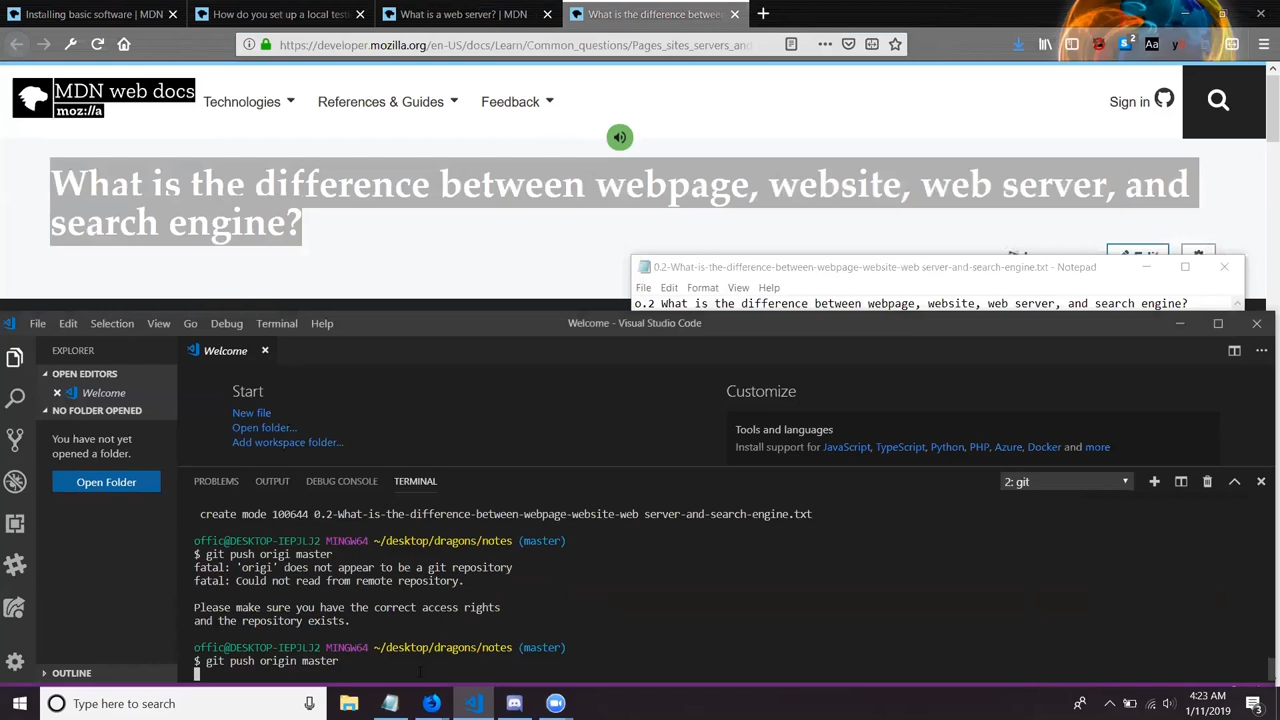 Installing basic software | MDN
How do you set up a local test
What is a web server? | MDN
What is the difference betwee
https://developer.mozilla.org/en-US/docs/Learn/Common_questions/Pages_sites_servers_and
2
Aa
MDN web docs
moz://a
Technologies
References & Guides
Feedback
Sign in
What is the difference between webpage, website, web server, and
search engine?
0.2-What-is-the-difference-between-webpage-website-web server-and-search-engine.txt - Notepad
File Edit Format View Help
o.2 What is the difference between webpage, website, web server, and search engine?
File Edit Selection View Go Debug Terminal Help
Welcome - Visual Studio Code
EXPLORER
OPEN EDITORS
Welcome
NO FOLDER OPENED
You have not yet
opened a folder.
Open Folder
OUTLINE
Welcome
Start
New file
Open folder...
Add workspace folder...
Customize
Tools and languages
Install support for JavaScript, TypeScript, Python, PHP, Azure, Docker and more
PROBLEMS OUTPUT DEBUG CONSOLE TERMINAL
2: git
create mode 100644 0.2-What-is-the-difference-between-webpage-website-web server-and-search-engine.txt
offic@DESKTOP-IEPJLJ2 MINGW64 ~/desktop/dragons/notes (master)
$ git push origi master
fatal: 'origi' does not appear to be a git repository
fatal: Could not read from remote repository.
Please make sure you have the correct access rights
and the repository exists.
offic@DESKTOP-IEPJLJ2 MINGW64 ~/desktop/dragons/notes (master)
$ git push origin master
Type here to search
4:23 AM
1/11/2019
3